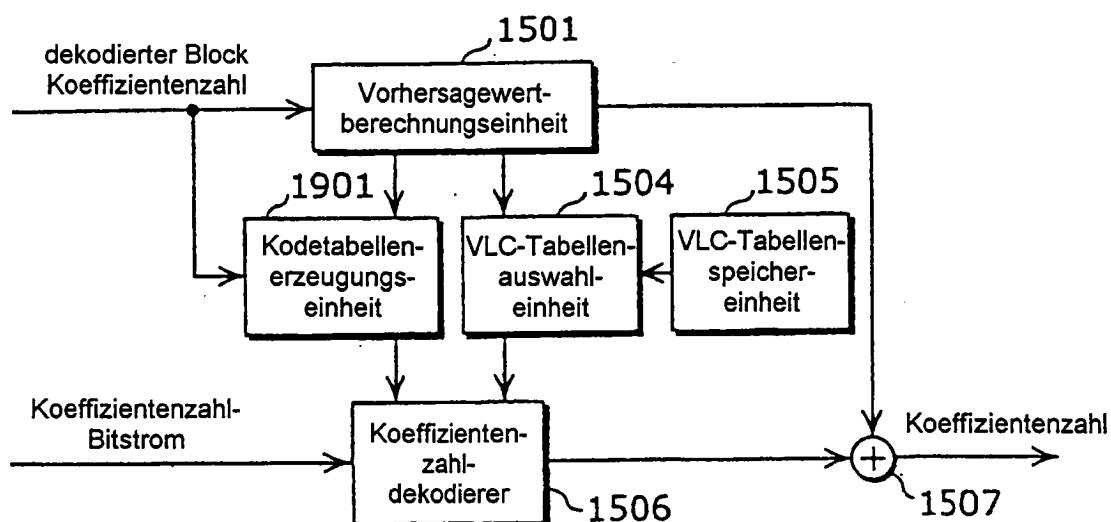 1501
dekodierter Block
Koeffizientenzahl
Vorhersagewert-
berechnungseinheit
1901
1504
1505
Kodetabellen-
erzeugungs-
einheit
VLC-Tabellen-
auswahl-
einheit
VLC-Tabellen-
speicher-
einheit
Koeffizientenzahl-
Bitstrom
Koeffizienten-
zahl-
dekodierer
1506
+
Koeffizientenzahl
1507